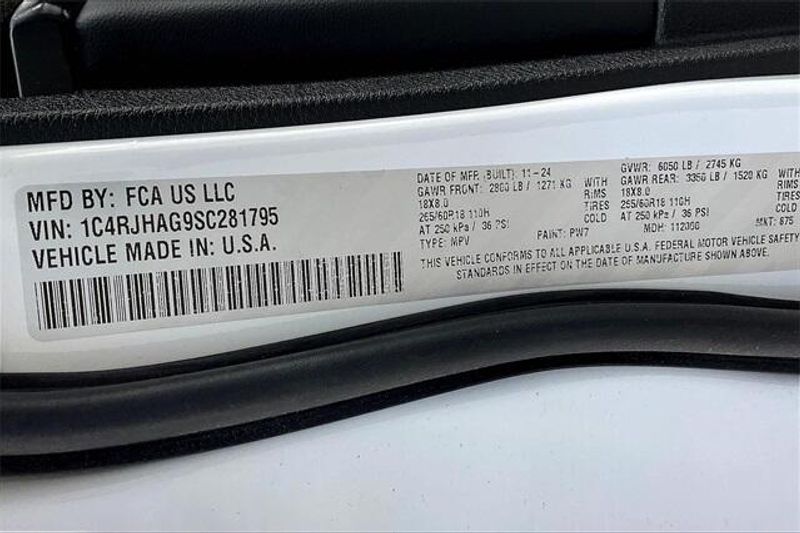 MFD BY: FCA US LLC
VIN: 1C4RJHAG9SC281795
VEHICLE MADE IN: U.S.A.
DATE OF MFR. (BUILT): 11-24
GAWR FRONT: 2800 LB / 1271 KG WITH
18X8.0 RIMS
265/60R18 110H TIRES
AT 250 kPa / 36 PSI COLD
TYPE: MPV
GVWR: 6050 LB / 2745 KG
GAWR REAR: 3350 LB / 1520 KG WITH
18X8.0 RIMS
265/60R18 110H TIRES
AT 250 kPa / 36 PSI COLD
PAINT: PW7 MDH: MKT:
THIS VEHICLE CONFORMS TO ALL APPLICABLE U.S.A. FEDERAL MOTOR VEHICLE SAFETY
STANDARDS IN EFFECT ON THE DATE OF MANUFACTURE SHOWN ABOVE.